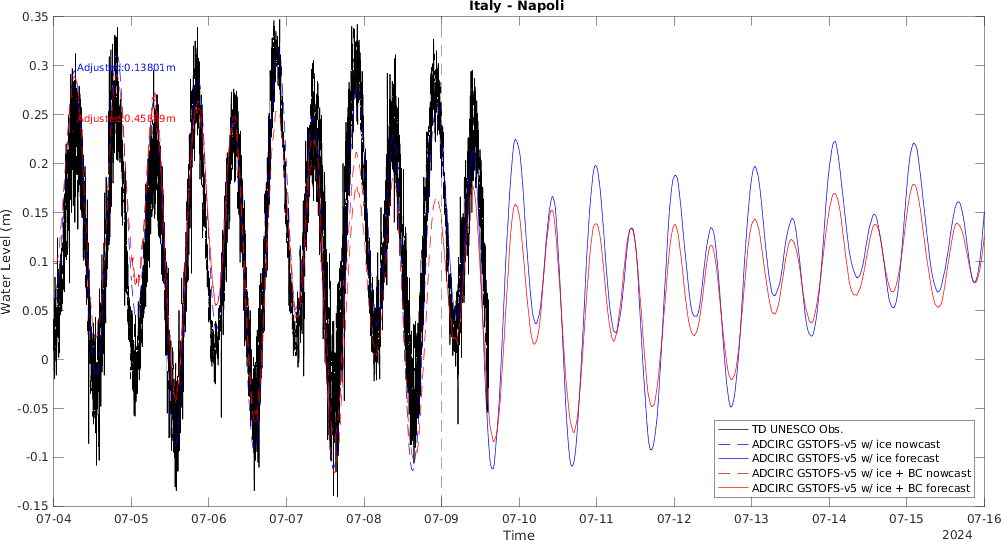 Italy - Napoli
0.35
0.3
0.25
0.2
0.15
0.1
0.05
0
-0.05
-0.1
-0.15
Water Level (m)
Adjusted:0.13801m
TD UNESCO Obs.
ADCIRC GSTOFS-v5 w/ ice nowcast
ADCIRC GSTOFS-v5 w/ ice forecast
ADCIRC GSTOFS-v5 w/ ice + BC nowcast
ADCIRC GSTOFS-v5 w/ ice + BC forecast
07-04 07-05 07-06 07-07 07-08 07-09 07-10 07-11 07-12 07-13 07-14 07-15 07-16
Time
2024